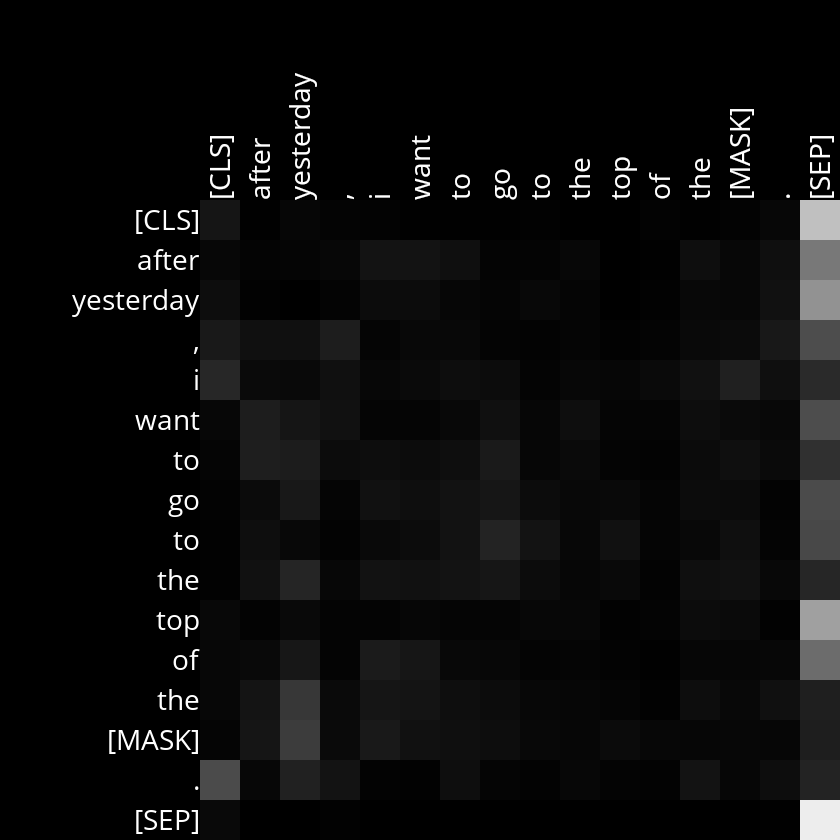 [CLS] after yesterday , i want to go to the top of the [MASK] . [SEP]
[CLS]
after
yesterday
,
i
want
to
go
to
the
top
of
the
[MASK]
.
[SEP]